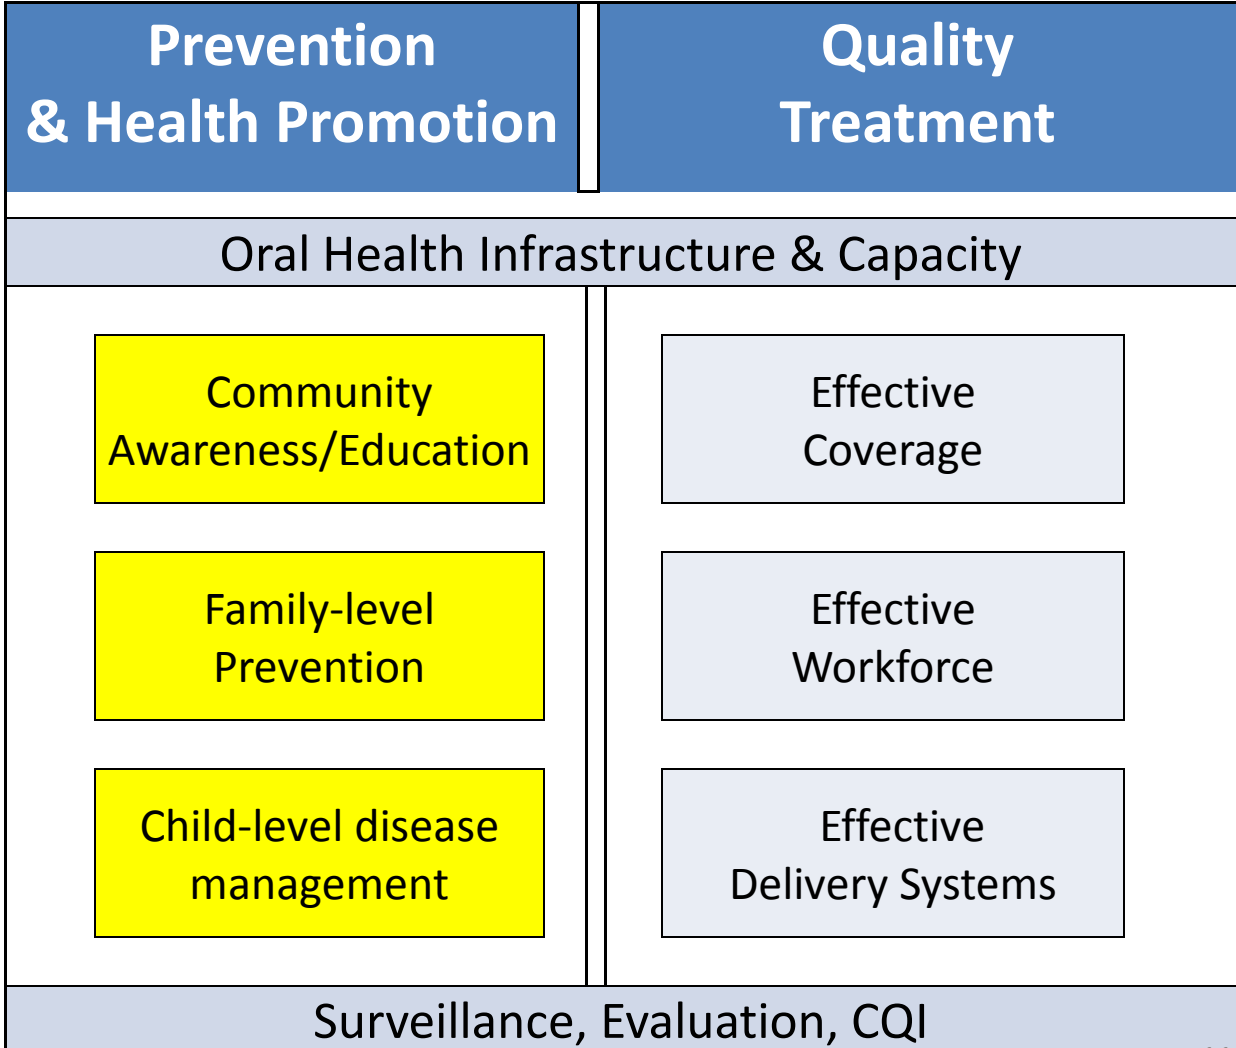 Prevention
& Health Promotion
Quality
Treatment
Oral Health Infrastructure & Capacity
Community
Awareness/Education
Effective
Coverage
Family-level
Prevention
Effective
Workforce
Child-level disease
management
Effective
Delivery Systems
Surveillance, Evaluation, CQI